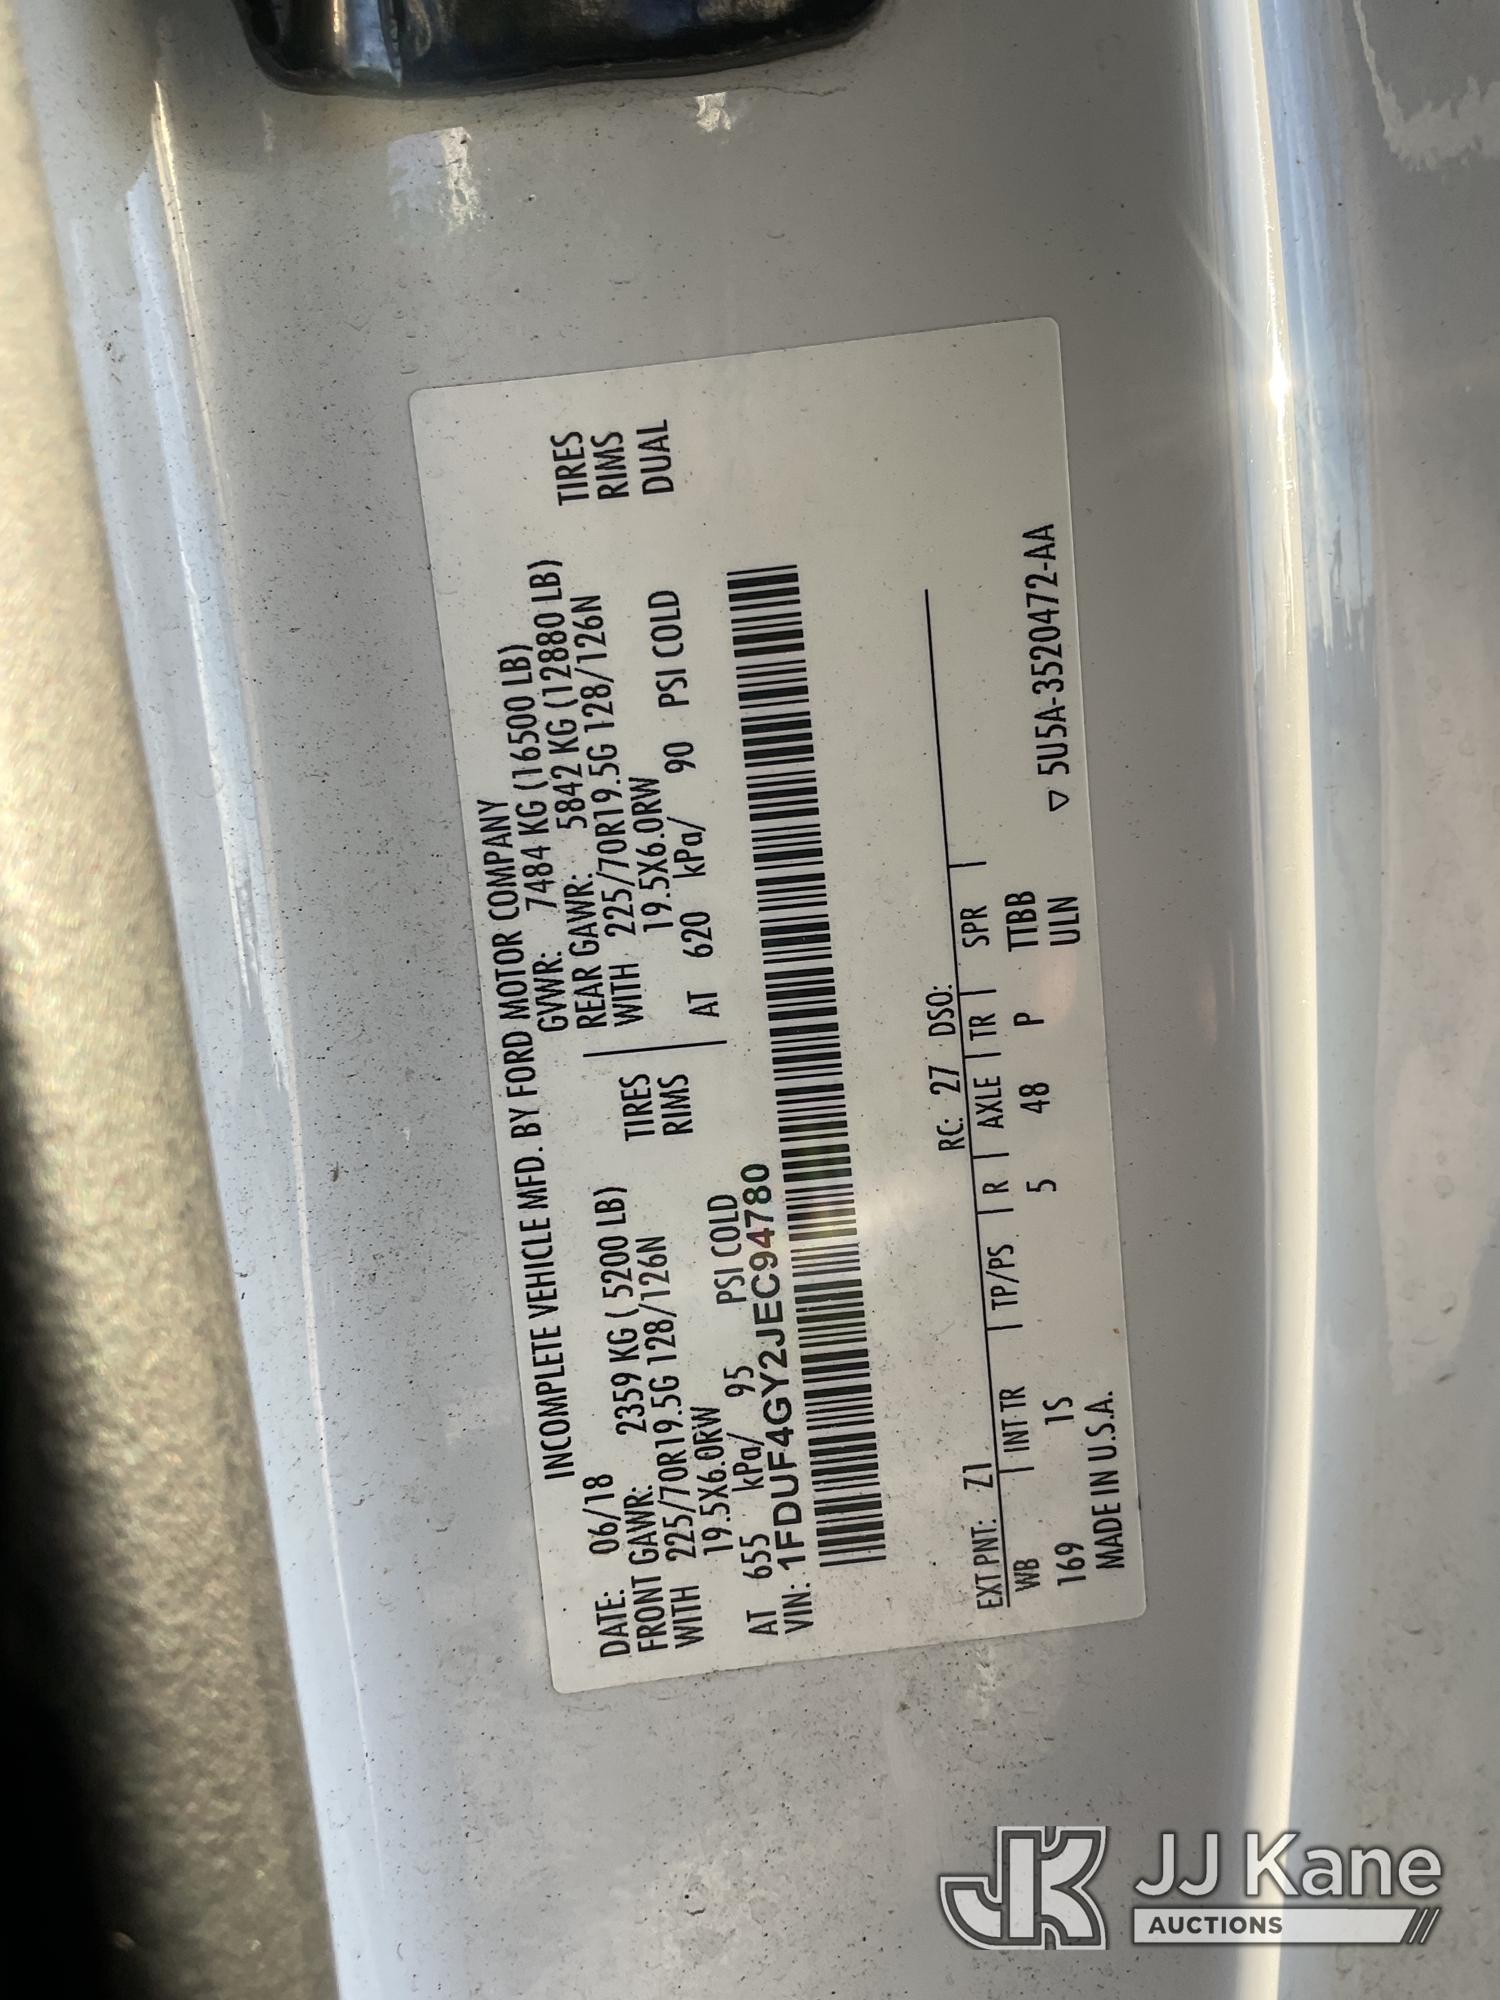 INCOMPLETE VEHICLE MFD. BY FORD MOTOR COMPANY
DATE: 06/18 GVWR: 7484 KG (16500 LB)
FRONT GAWR: 2359 KG ( 5200 LB) REAR GAWR: 5842 KG (12880 LB)
WITH 225/70R19.5G 128/126N TIRES WITH 225/70R19.5G 128/126N TIRES
19.5X6.0RW RIMS 19.5X6.0RW RIMS
AT 655 kPa/ 95 PSI COLD AT 620 kPa/ 90 PSI COLD DUAL
VIN: 1FDUF4GY2JEC94780
EXT PNT: Z1 RC: 27 DSO:
WB INT TR TP/PS R AXLE TR SPR
169 1S 5 48 P TTBB
ULN
MADE IN U.S.A. ▽ 5U5A-3520472-AA
JK JJ Kane
AUCTIONS